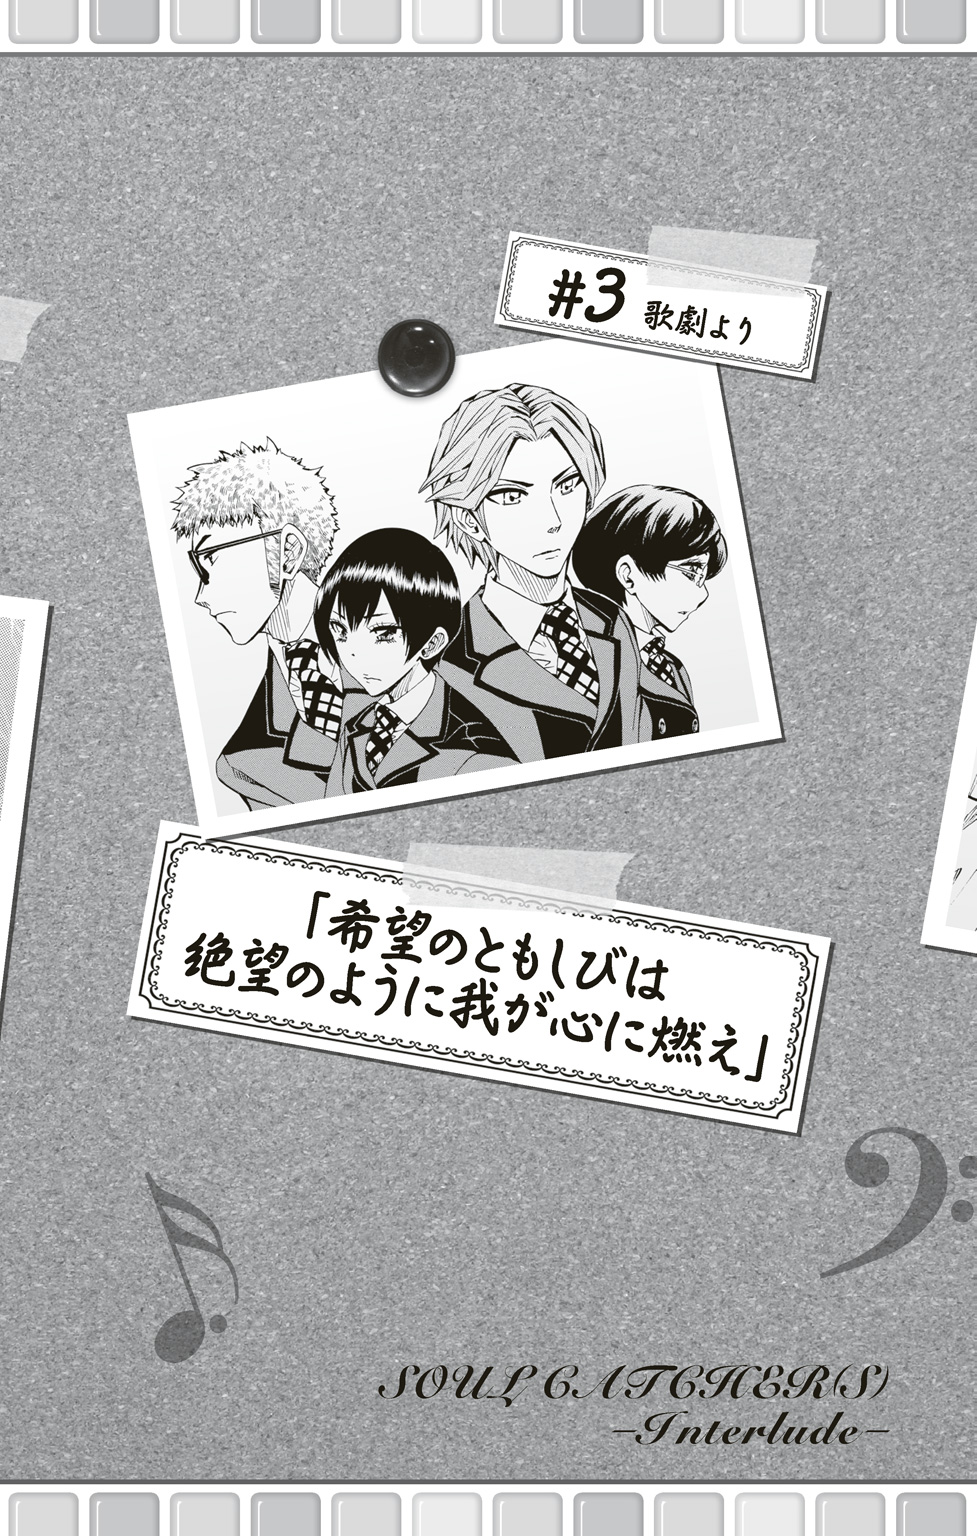 #3 歌劇より
「希望のともしびは
絶望のように我が心に燃え」
SOUL CATCHER(S)
-Interlude-